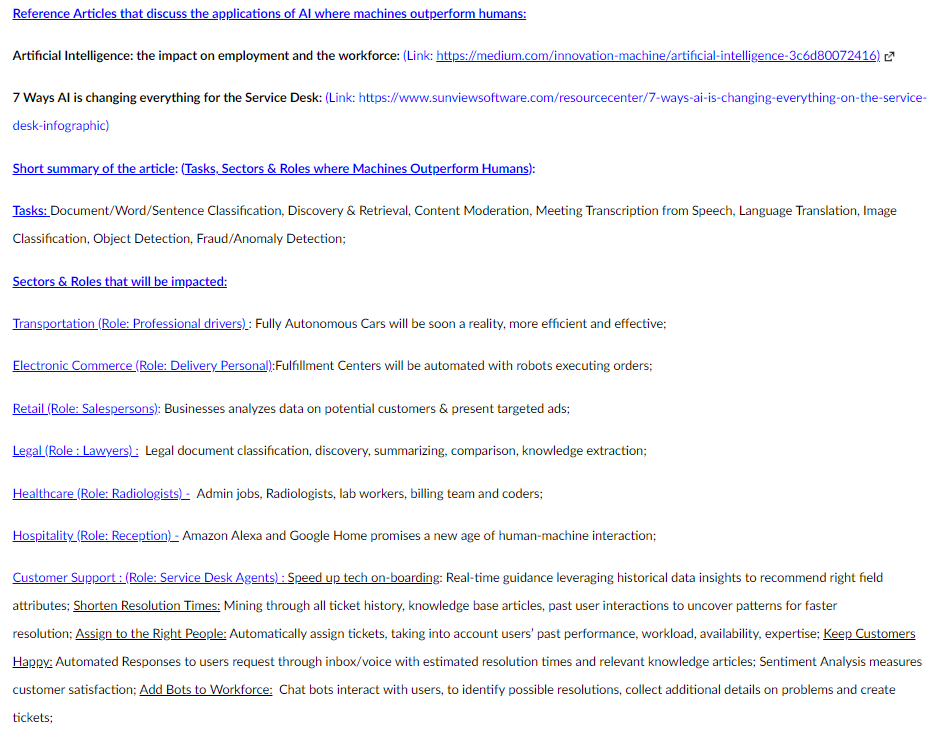 Reference Articles that discuss the applications of AI where machines outperform humans:
Artificial Intelligence: the impact on employment and the workforce: (Link: https://medium.com/innovation-machine/artificial-intelligence-3c6d80072416)
7 Ways AI is changing everything for the Service Desk: (Link: https://www.sunviewsoftware.com/resourcecenter/7-ways-ai-is-changing-everything-on-the-service-
desk-infographic)
Short summary of the article: (Tasks, Sectors & Roles where Machines Outperform Humans):
Tasks: Document/Word/Sentence Classification, Discovery & Retrieval, Content Moderation, Meeting Transcription from Speech, Language Translation, Image
Classification, Object Detection, Fraud/Anomaly Detection;
Sectors & Roles that will be impacted:
Transportation (Role: Professional drivers) : Fully Autonomous Cars will be soon a reality, more efficient and effective;
Electronic Commerce (Role: Delivery Personal):Fulfillment Centers will be automated with robots executing orders;
Retail (Role: Salespersons): Businesses analyzes data on potential customers & present targeted ads;
Legal (Role : Lawyers) :  Legal document classification, discovery, summarizing, comparison, knowledge extraction;
Healthcare (Role: Radiologists) -  Admin jobs, Radiologists, lab workers, billing team and coders;
Hospitality (Role: Reception) - Amazon Alexa and Google Home promises a new age of human-machine interaction;
Customer Support : (Role: Service Desk Agents) : Speed up tech on-boarding: Real-time guidance leveraging historical data insights to recommend right field
attributes; Shorten Resolution Times: Mining through all ticket history, knowledge base articles, past user interactions to uncover patterns for faster
resolution; Assign to the Right People: Automatically assign tickets, taking into account users' past performance, workload, availability, expertise; Keep Customers
Happy: Automated Responses to users request through inbox/voice with estimated resolution times and relevant knowledge articles; Sentiment Analysis measures
customer satisfaction; Add Bots to Workforce:  Chat bots interact with users, to identify possible resolutions, collect additional details on problems and create
tickets;